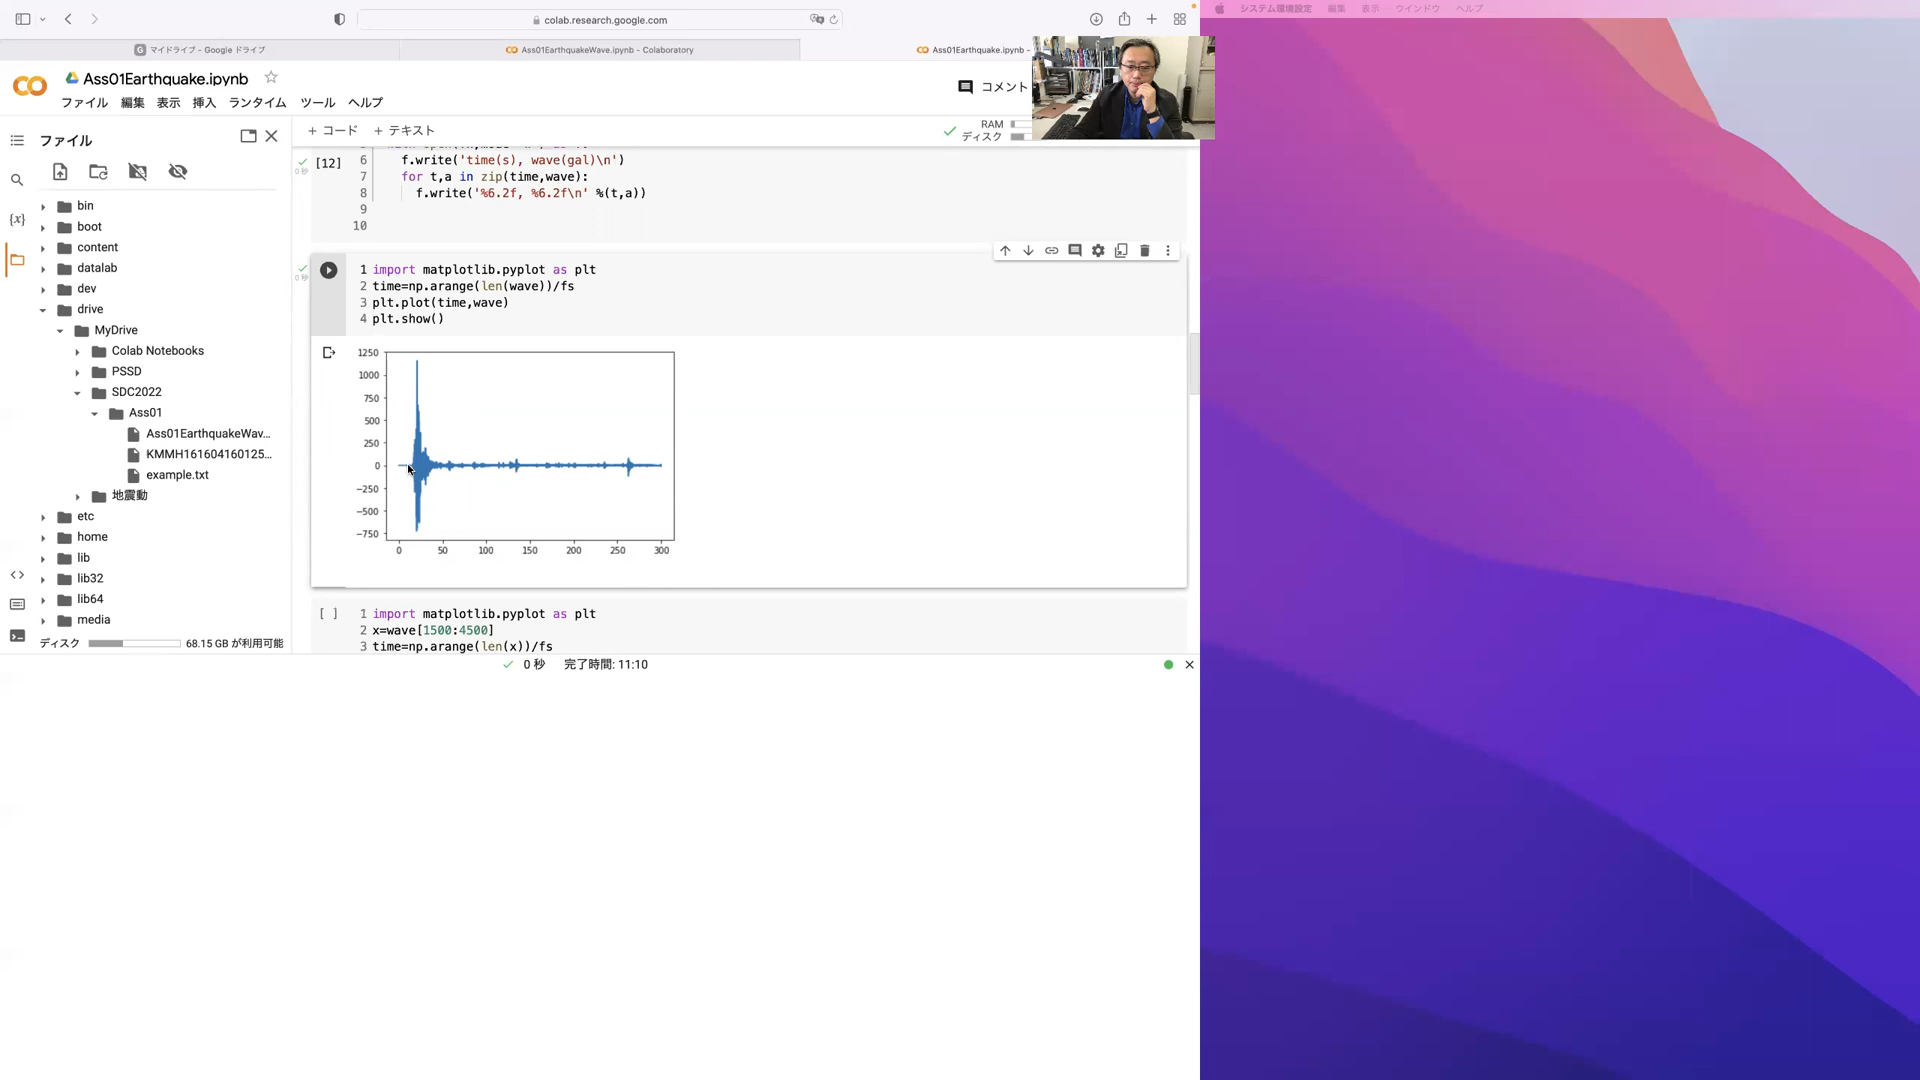 colab.research.google.com
システム環境設定 編集 表示 ウインドウ ヘルプ
マイドライブ - Google ドライブ
Ass01EarthquakeWave.ipynb - Colaboratory
Ass01Earthquake.ipynb -
Ass01Earthquake.ipynb
ファイル 編集 表示 挿入 ランタイム ツール ヘルプ
コメント
ファイル
+ コード + テキスト
RAM
ディスク
bin
boot
content
datalab
dev
drive
MyDrive
Colab Notebooks
PSSD
SDC2022
Ass01
Ass01EarthquakeWav...
KMMH161604160125...
example.txt
地震動
etc
home
lib
lib32
lib64
media
ディスク 68.15 GB が利用可能
[12]
6 f.write('time(s), wave(gal)\n')
7 for t,a in zip(time,wave):
8 f.write('%6.2f, %6.2f\n' %(t,a))
9
10
0 秒
1 import matplotlib.pyplot as plt
2 time=np.arange(len(wave))/fs
3 plt.plot(time,wave)
4 plt.show()
1250
1000
750
500
250
0
−250
−500
−750
0 50 100 150 200 250 300
[ ]
1 import matplotlib.pyplot as plt
2 x=wave[1500:4500]
3 time=np.arange(len(x))/fs
0 秒 完了時間: 11:10